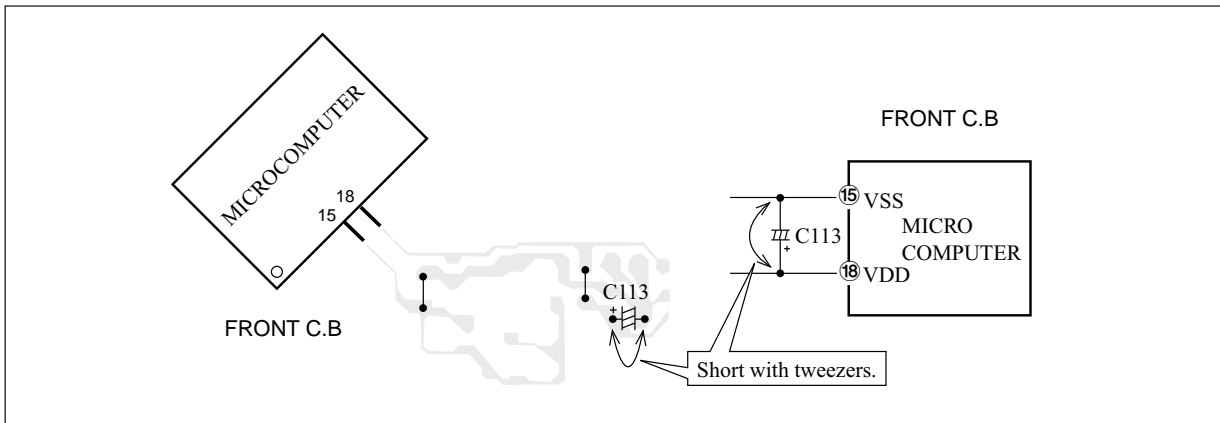 MICROCOMPUTER
18
15
FRONT C.B
C113
+
Short with tweezers.
FRONT C.B
15 VSS
C113
+
MICRO
COMPUTER
18 VDD